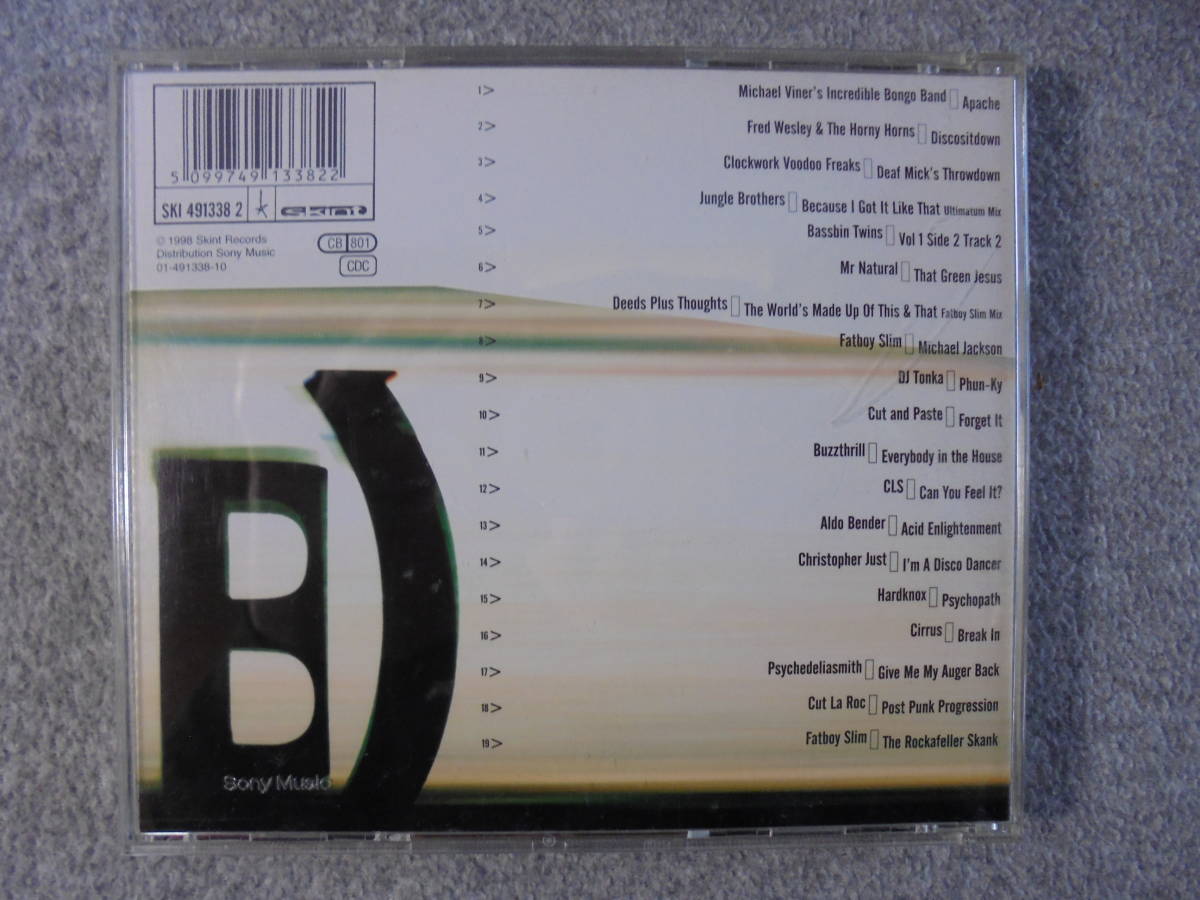 5 099749 133822
SKI 491338 2
SKINT
© 1998 Skint Records
Distribution Sony Music
01-491338-10
CB 801
CDC
1> Michael Viner's Incredible Bongo Band Apache
2> Fred Wesley & The Horny Horns Discositdown
3> Clockwork Voodoo Freaks Deaf Mick's Throwdown
4> Jungle Brothers Because I Got It Like That Ultimatum Mix
5> Bassbin Twins Vol 1 Side 2 Track 2
6> Mr Natural That Green Jesus
7> Deeds Plus Thoughts The World's Made Up Of This & That Fatboy Slim Mix
8> Fatboy Slim Michael Jackson
9> DJ Tonka Phun-Ky
10> Cut and Paste Forget It
11> Buzzthrill Everybody in the House
12> CLS Can You Feel It?
13> Aldo Bender Acid Enlightenment
14> Christopher Just I'm A Disco Dancer
15> Hardknox Psychopath
16> Cirrus Break In
17> Psychedeliasmith Give Me My Auger Back
18> Cut La Roc Post Punk Progression
19> Fatboy Slim The Rockafeller Skank
B)
Sony Music